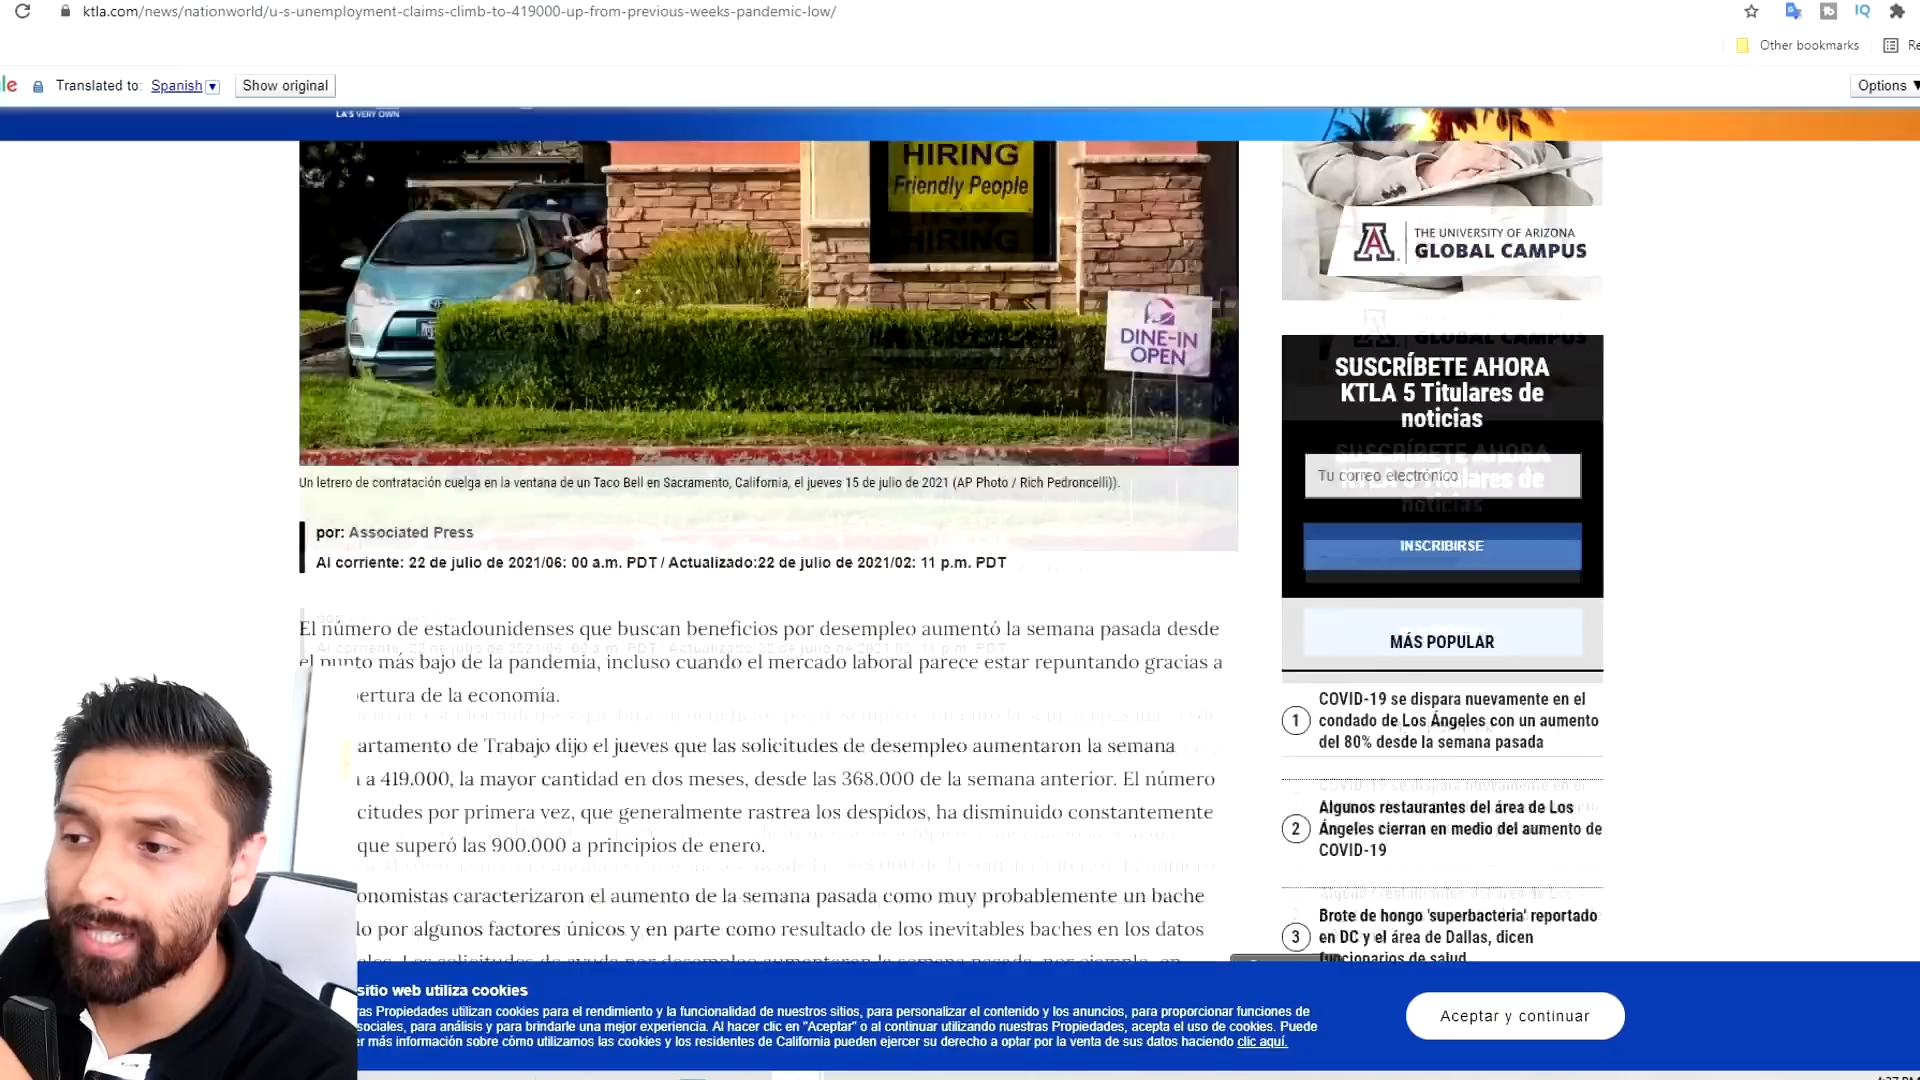 ktla.com/news/nationworld/u-s-unemployment-claims-climb-to-419000-up-from-previous-weeks-pandemic-low/
IQ
Other bookmarks
Translated to: Spanish
Show original
Options
LA'S VERY OWN
HIRING
Friendly People
DINE-IN
OPEN
THE UNIVERSITY OF ARIZONA
GLOBAL CAMPUS
SUSCRÍBETE AHORA
KTLA 5 Titulares de
noticias
Tu correo electrónico
INSCRIBIRSE
Un letrero de contratación cuelga en la ventana de un Taco Bell en Sacramento, California, el jueves 15 de julio de 2021 (AP Photo / Rich Pedroncelli)).
por: Associated Press
Al corriente: 22 de julio de 2021/06: 00 a.m. PDT / Actualizado:22 de julio de 2021/02: 11 p.m. PDT
El número de estadounidenses que buscan beneficios por desempleo aumentó la semana pasada desde
el punto más bajo de la pandemia, incluso cuando el mercado laboral parece estar repuntando gracias a
ertura de la economía.
artamento de Trabajo dijo el jueves que las solicitudes de desempleo aumentaron la semana
a 419.000, la mayor cantidad en dos meses, desde las 368.000 de la semana anterior. El número
citudes por primera vez, que generalmente rastrea los despidos, ha disminuido constantemente
que superó las 900.000 a principios de enero.
onomistas caracterizaron el aumento de la semana pasada como muy probablemente un bache
o por algunos factores únicos y en parte como resultado de los inevitables baches en los datos
MÁS POPULAR
1 COVID-19 se dispara nuevamente en el
condado de Los Ángeles con un aumento
del 80% desde la semana pasada
2 Algunos restaurantes del área de Los
Ángeles cierran en medio del aumento de
COVID-19
3 Brote de hongo 'superbacteria' reportado
en DC y el área de Dallas, dicen
funcionarios de salud
sitio web utiliza cookies
ras Propiedades utilizan cookies para el rendimiento y la funcionalidad de nuestros sitios, para personalizar el contenido y los anuncios, para proporcionar funciones de
sociales, para análisis y para brindarle una mejor experiencia. Al hacer clic en "Aceptar" o al continuar utilizando nuestras Propiedades, acepta el uso de cookies. Puede
r más información sobre cómo utilizamos las cookies y los residentes de California pueden ejercer su derecho a optar por la venta de sus datos haciendo clic aquí.
Aceptar y continuar